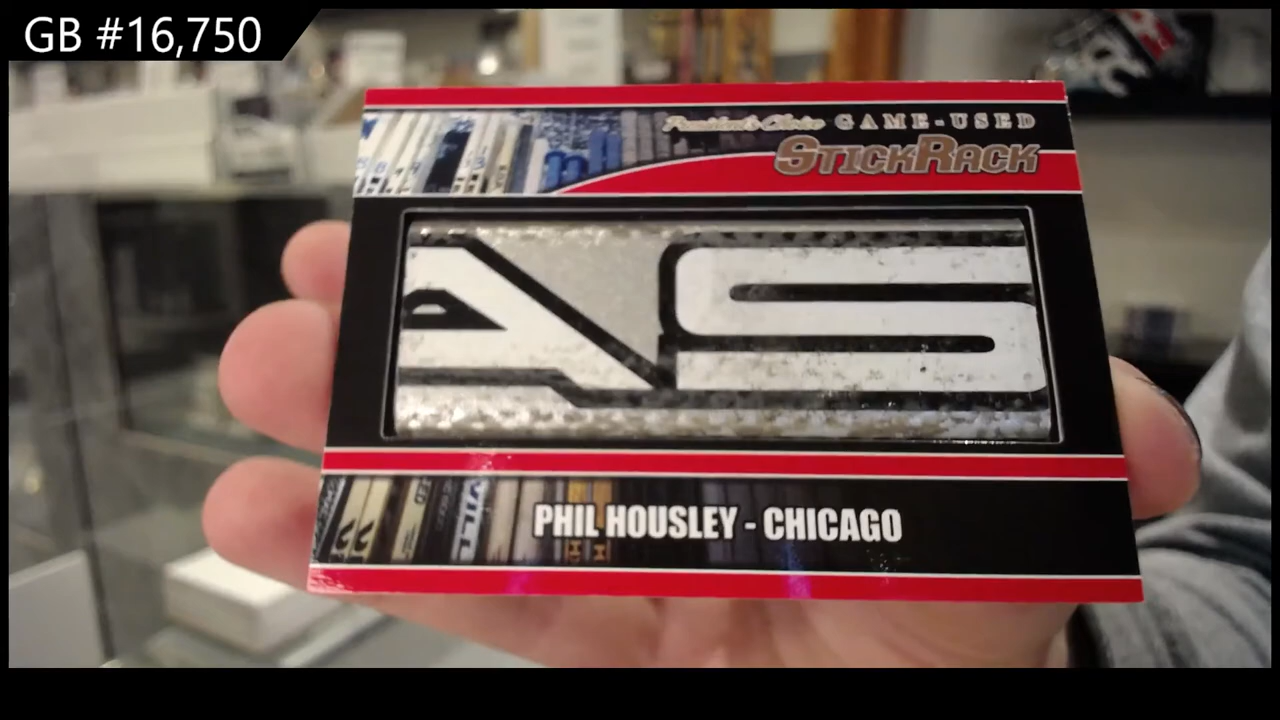 GB #16,750
President's Choice GAME-USED
STICKRACK
AS
PHIL HOUSLEY - CHICAGO